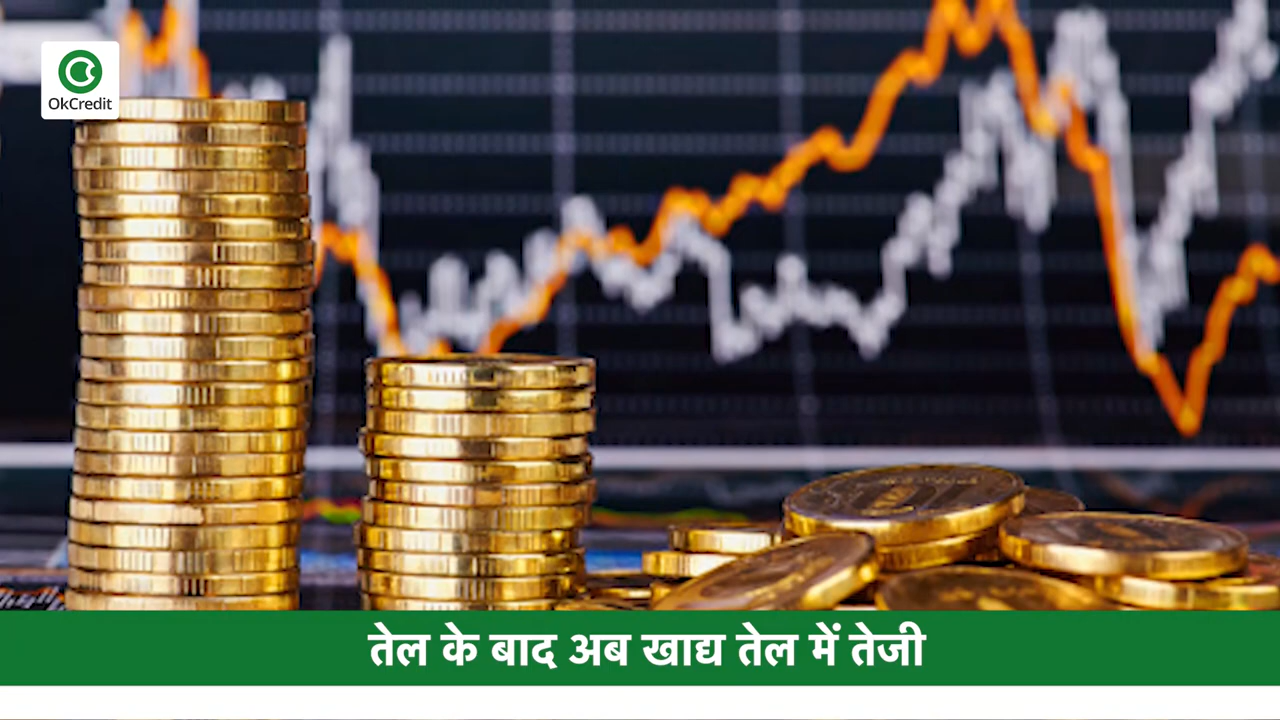 OkCredit
तेल के बाद अब खाद्य तेल में तेजी